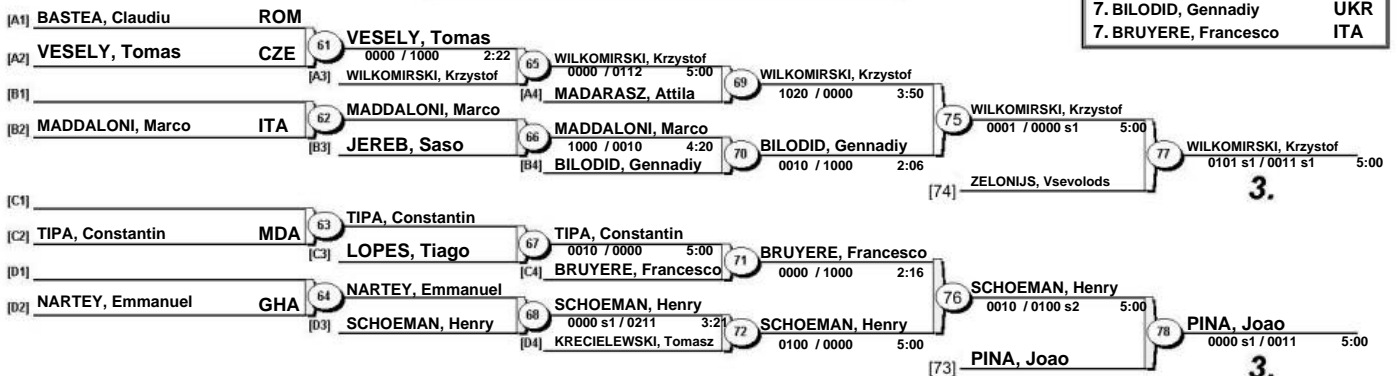 7. BILODID, Gennadiy UKR
7. BRUYERE, Francesco ITA
[A1] BASTEA, Claudiu ROM
[A2] VESELY, Tomas CZE
61
VESELY, Tomas
0000 / 1000 2:22
[A3] WILKOMIRSKI, Krzystof
65
WILKOMIRSKI, Krzystof
0000 / 0112 5:00
[A4] MADARASZ, Attila
69
WILKOMIRSKI, Krzystof
1020 / 0000 3:50
[B1]
[B2] MADDALONI, Marco ITA
62
MADDALONI, Marco
[B3] JEREB, Saso
66
MADDALONI, Marco
1000 / 0010 4:20
[B4] BILODID, Gennadiy
70
BILODID, Gennadiy
0010 / 1000 2:06
75
WILKOMIRSKI, Krzystof
0001 / 0000 s1 5:00
[74] ZELONIJS, Vsevolods
77
WILKOMIRSKI, Krzystof
0101 s1 / 0011 s1 5:00
3.
[C1]
[C2] TIPA, Constantin MDA
63
TIPA, Constantin
[C3] LOPES, Tiago
67
TIPA, Constantin
0010 / 0000 5:00
[C4] BRUYERE, Francesco
71
BRUYERE, Francesco
0000 / 1000 2:16
[D1]
[D2] NARTEY, Emmanuel GHA
64
NARTEY, Emmanuel
[D3] SCHOEMAN, Henry
68
SCHOEMAN, Henry
0000 s1 / 0211 3:21
[D4] KRECIELEWSKI, Tomasz
72
SCHOEMAN, Henry
0100 / 0000 5:00
76
SCHOEMAN, Henry
0010 / 0100 s2 5:00
[73] PINA, Joao
78
PINA, Joao
0000 s1 / 0011 5:00
3.